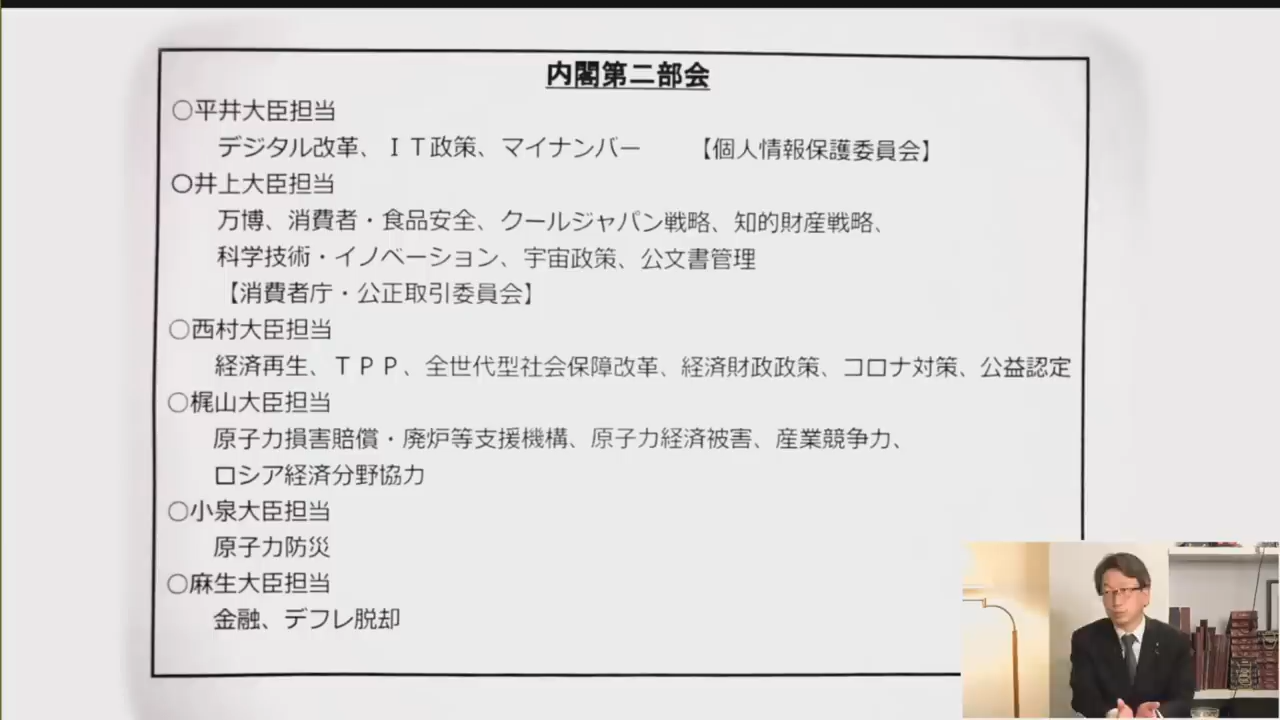 内閣第二部会
○平井大臣担当
デジタル改革、ＩＴ政策、マイナンバー　【個人情報保護委員会】
○井上大臣担当
万博、消費者・食品安全、クールジャパン戦略、知的財産戦略、
科学技術・イノベーション、宇宙政策、公文書管理
【消費者庁・公正取引委員会】
○西村大臣担当
経済再生、ＴＰＰ、全世代型社会保障改革、経済財政政策、コロナ対策、公益認定
○梶山大臣担当
原子力損害賠償・廃炉等支援機構、原子力経済被害、産業競争力、
ロシア経済分野協力
○小泉大臣担当
原子力防災
○麻生大臣担当
金融、デフレ脱却